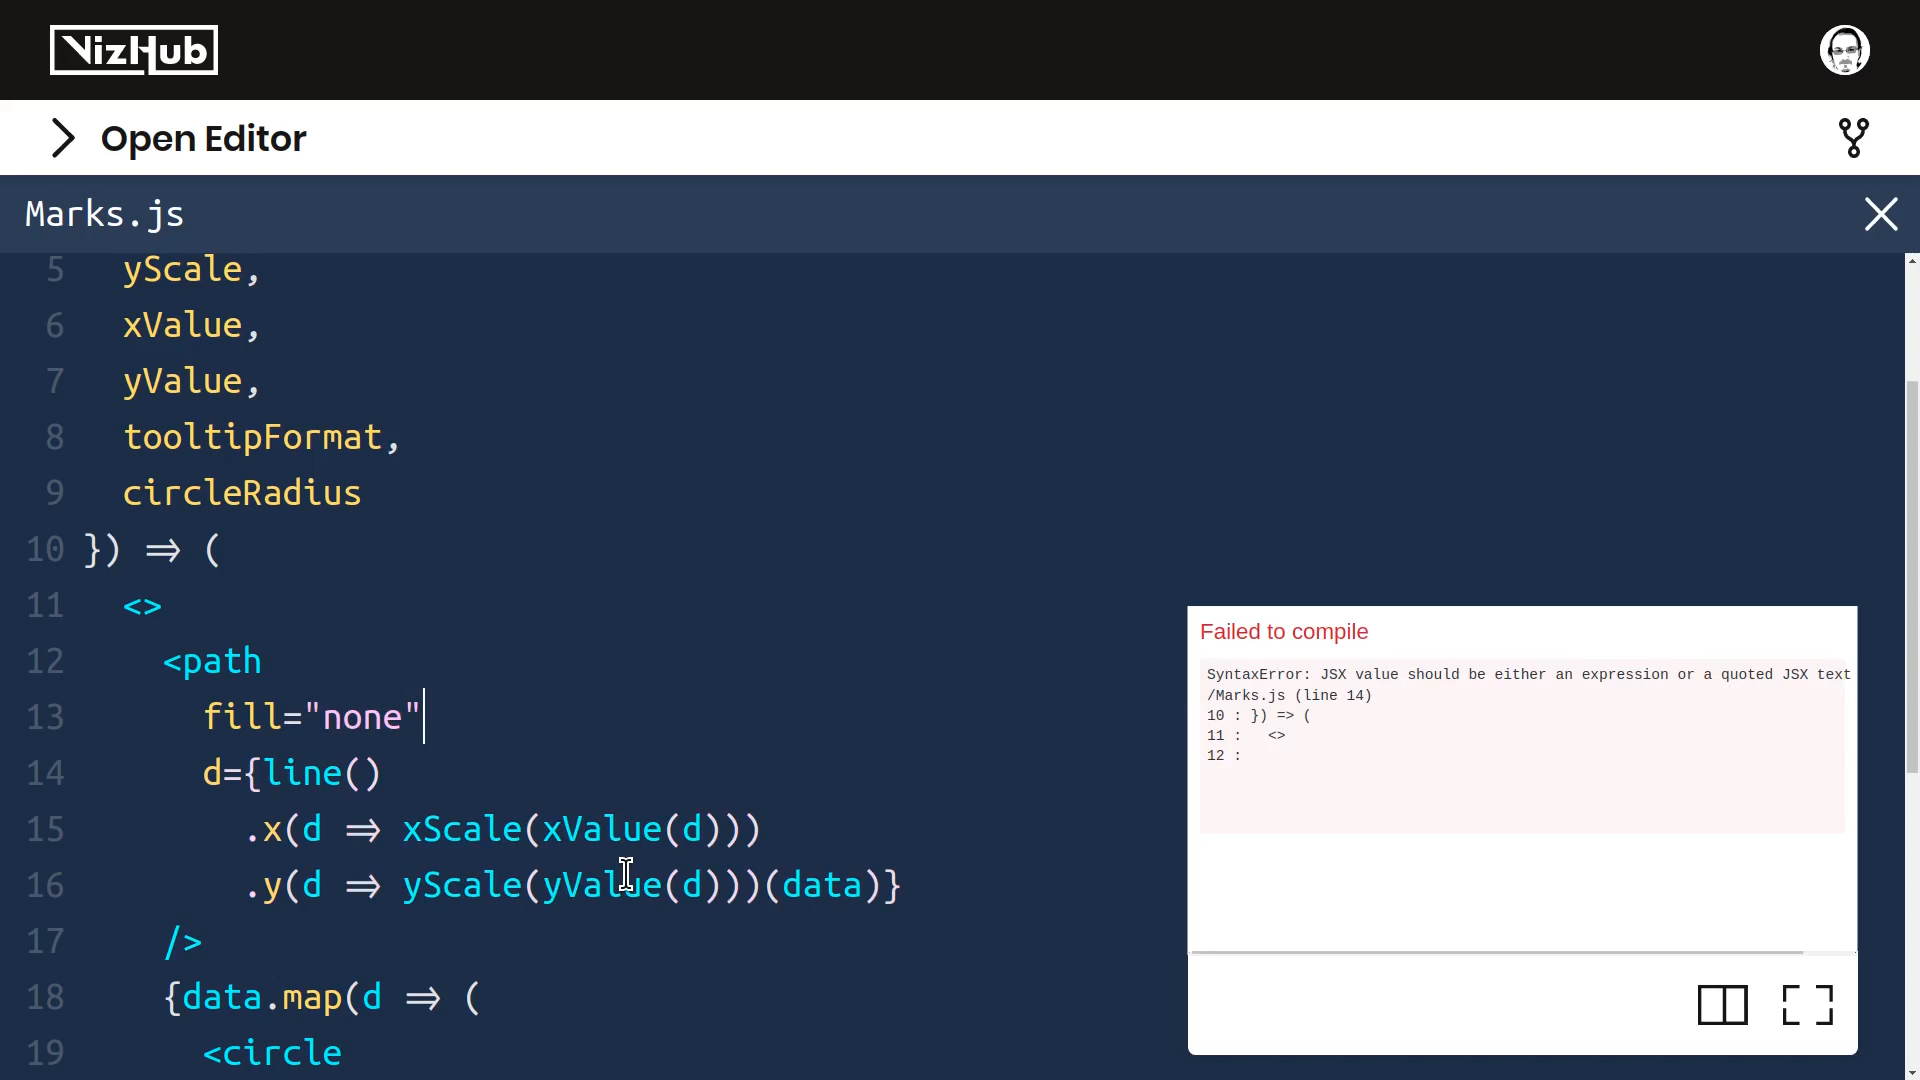 VizHub
Open Editor
Marks.js
5 yScale,
6 xValue,
7 yValue,
8 tooltipFormat,
9 circleRadius
10 }) => (
11 <>
12 <path
13 fill="none"
14 d={line()
15 .x(d => xScale(xValue(d)))
16 .y(d => yScale(yValue(d)))(data)}
17 />
18 {data.map(d => (
19 <circle
Failed to compile
SyntaxError: JSX value should be either an expression or a quoted JSX text
/Marks.js (line 14)
10 : }) => (
11 :   <>
12 :